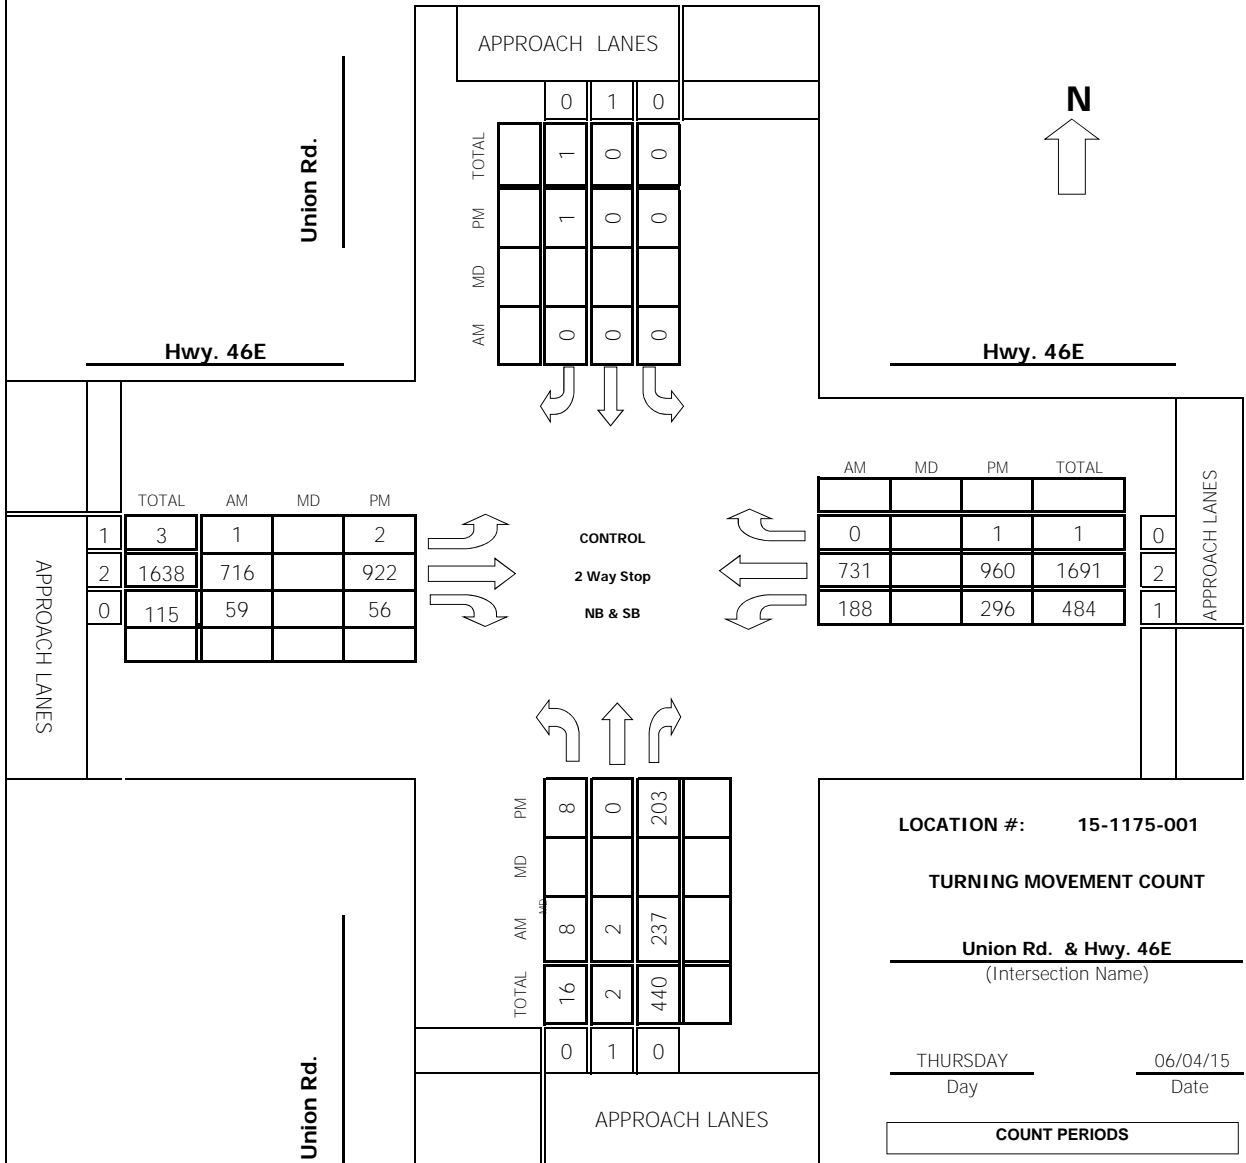 APPROACH LANES
0 1 0
N
Union Rd.
TOTAL 1 0 0
PM 1 0 0
MD
AM 0 0 0
Hwy. 46E
Hwy. 46E
TOTAL AM MD PM
1 3 1 2
2 1638 716 922
0 115 59 56
APPROACH LANES
CONTROL
2 Way Stop
NB & SB
AM MD PM TOTAL
0 1 1 0
731 960 1691 2
188 296 484 1
APPROACH LANES
PM 8 0 203
MD
MD
AM 8 2 237
TOTAL 16 2 440
0 1 0
APPROACH LANES
Union Rd.
LOCATION #: 15-1175-001
TURNING MOVEMENT COUNT
Union Rd. & Hwy. 46E
(Intersection Name)
THURSDAY 06/04/15
Day Date
COUNT PERIODS